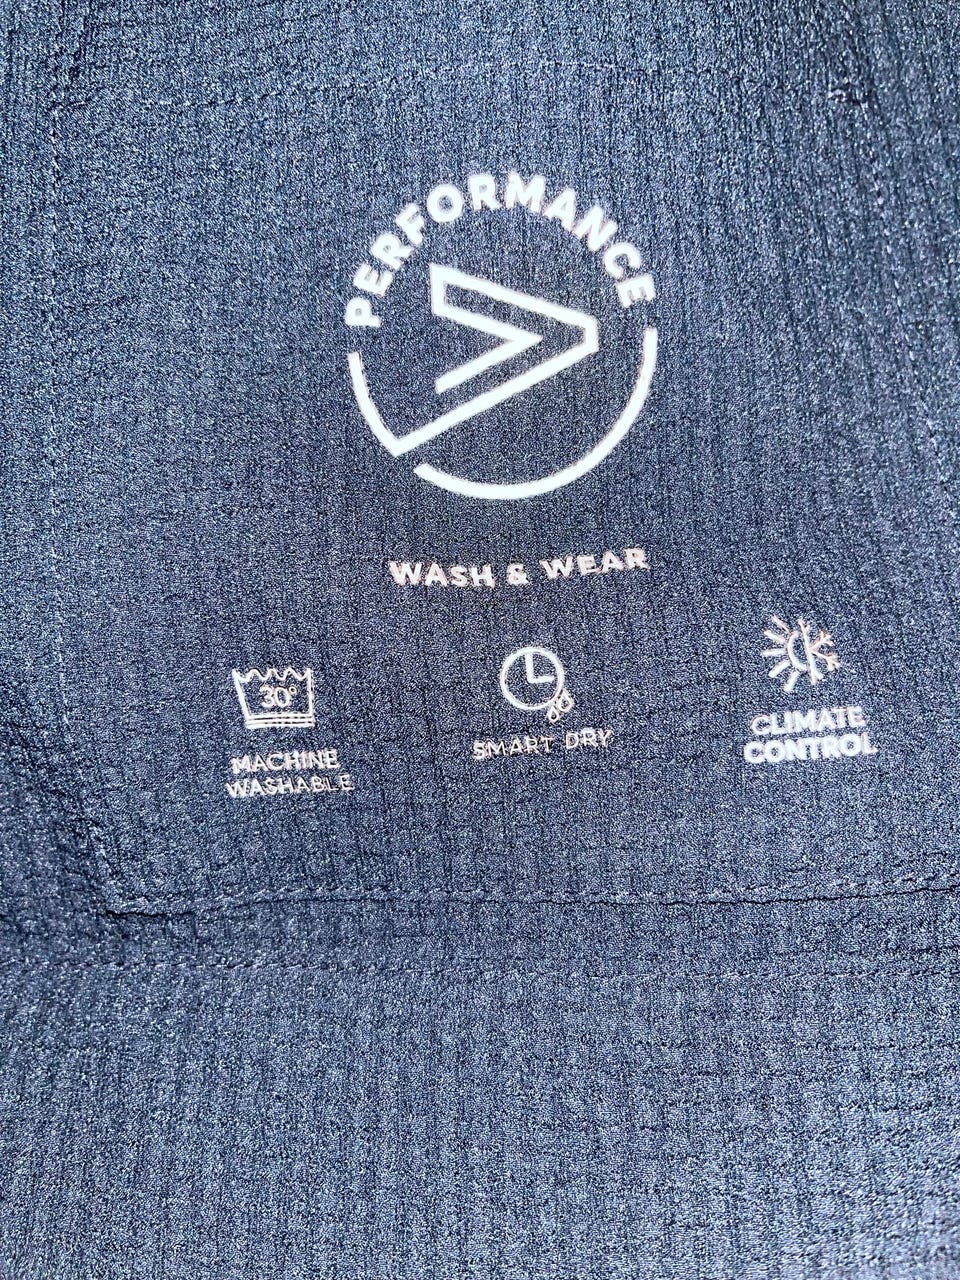 PERFORMANCE
WASH & WEAR
30°
MACHINE
WASHABLE
SMART DRY
CLIMATE
CONTROL